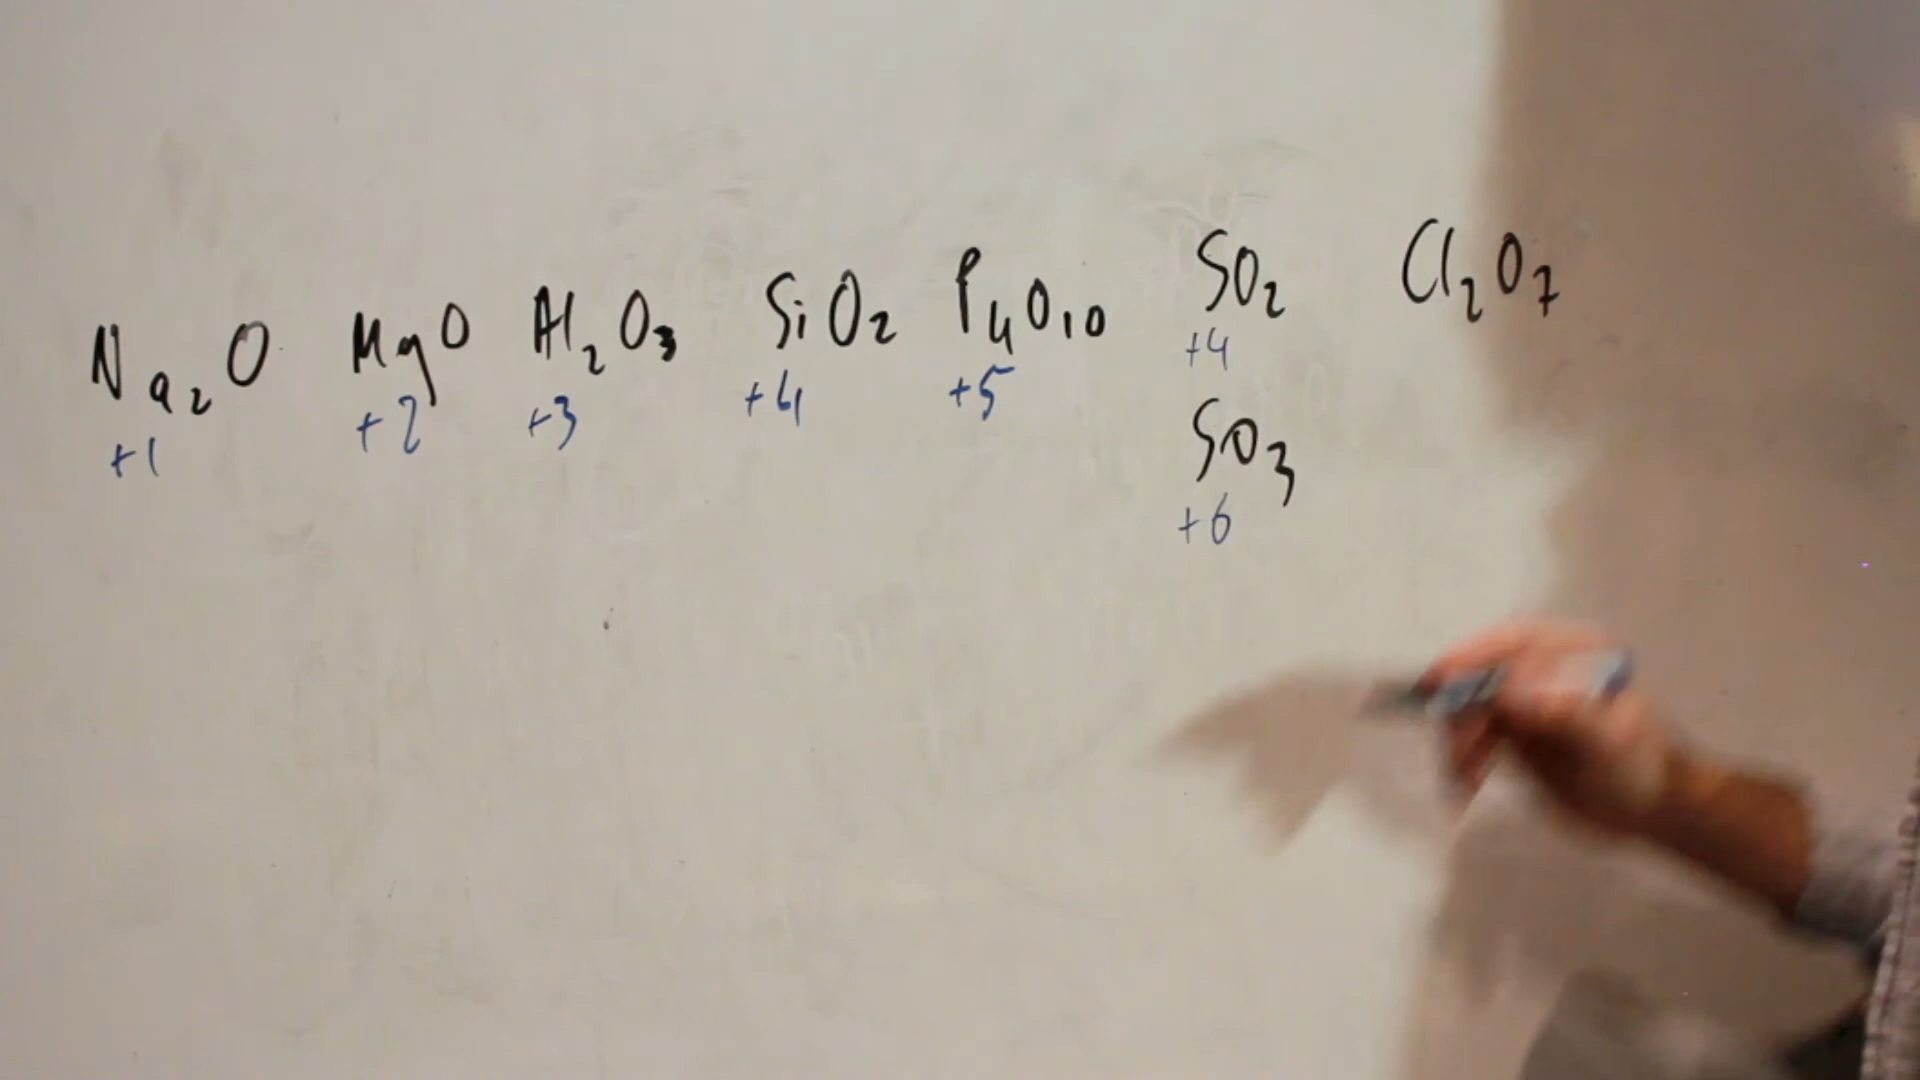 Na₂O MgO Al₂O₃ SiO₂ P₄O₁₀ SO₂ Cl₂O₇
+1 +2 +3 +4 +5 +4
SO₃
+6